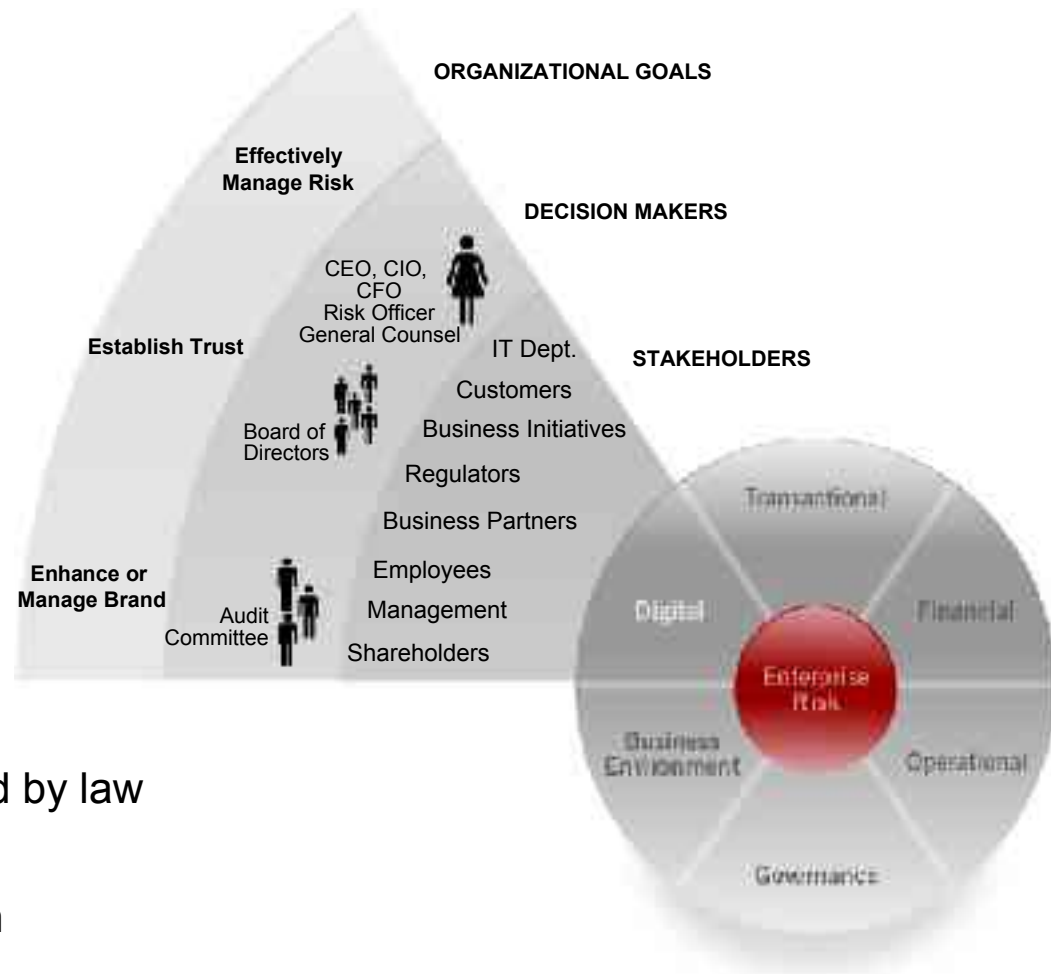 ORGANIZATIONAL GOALS
Effectively
Manage Risk
DECISION MAKERS
CEO, CIO,
CFO
Risk Officer
General Counsel
Establish Trust
IT Dept.
STAKEHOLDERS
Customers
Board of
Directors
Business Initiatives
Regulators
Business Partners
Enhance or
Manage Brand
Employees
Audit
Committee
Management
Shareholders
Transactional
Digital
Financial
Enterprise
Risk
Business
Environment
Operational
Governance
d by law